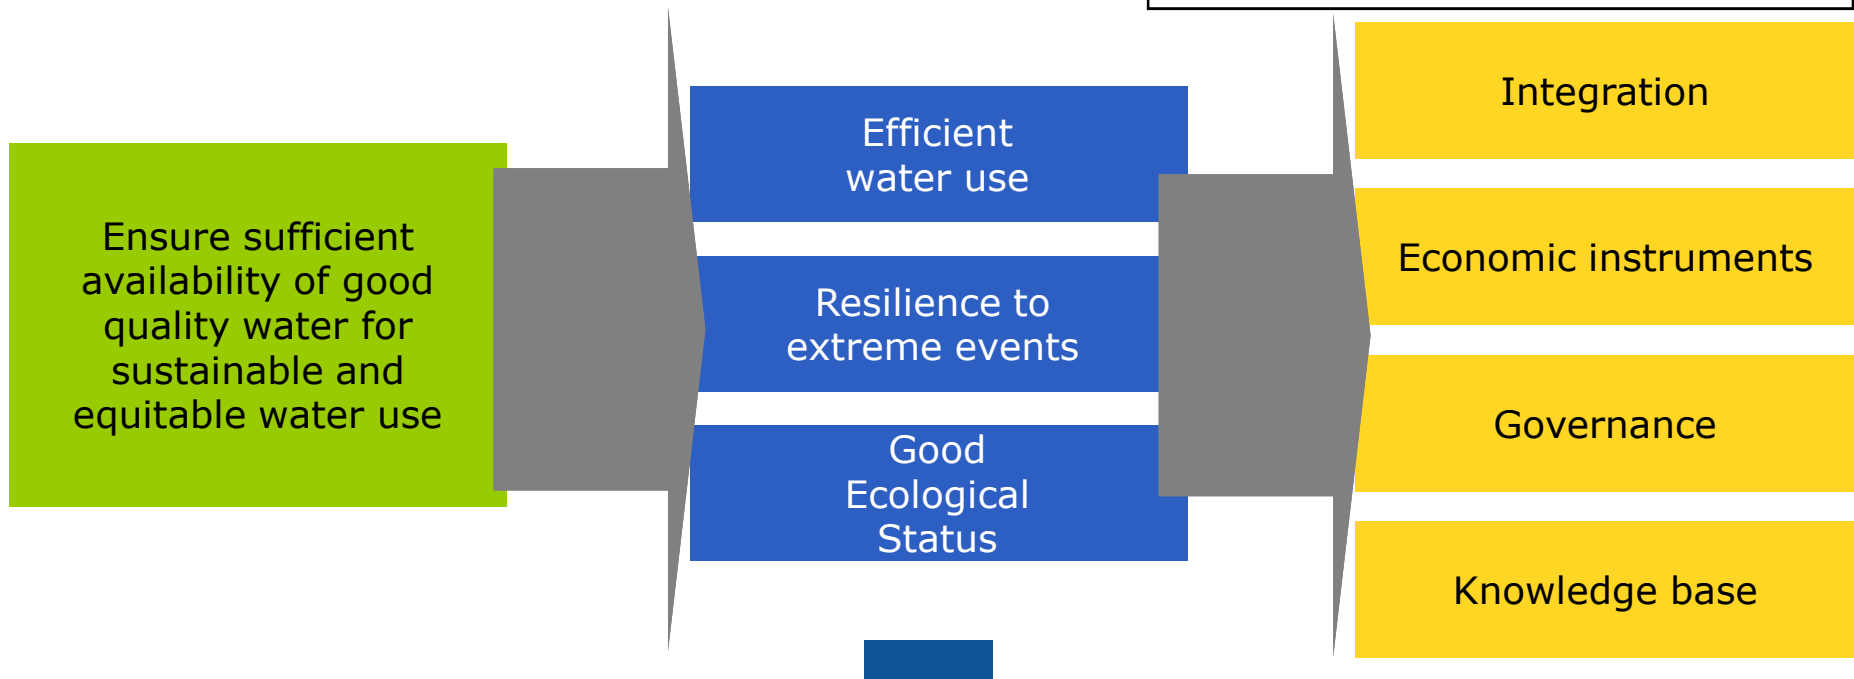 Ensure sufficient
availability of good
quality water for
sustainable and
equitable water use
Efficient
water use
Resilience to
extreme events
Good
Ecological
Status
Integration
Economic instruments
Governance
Knowledge base